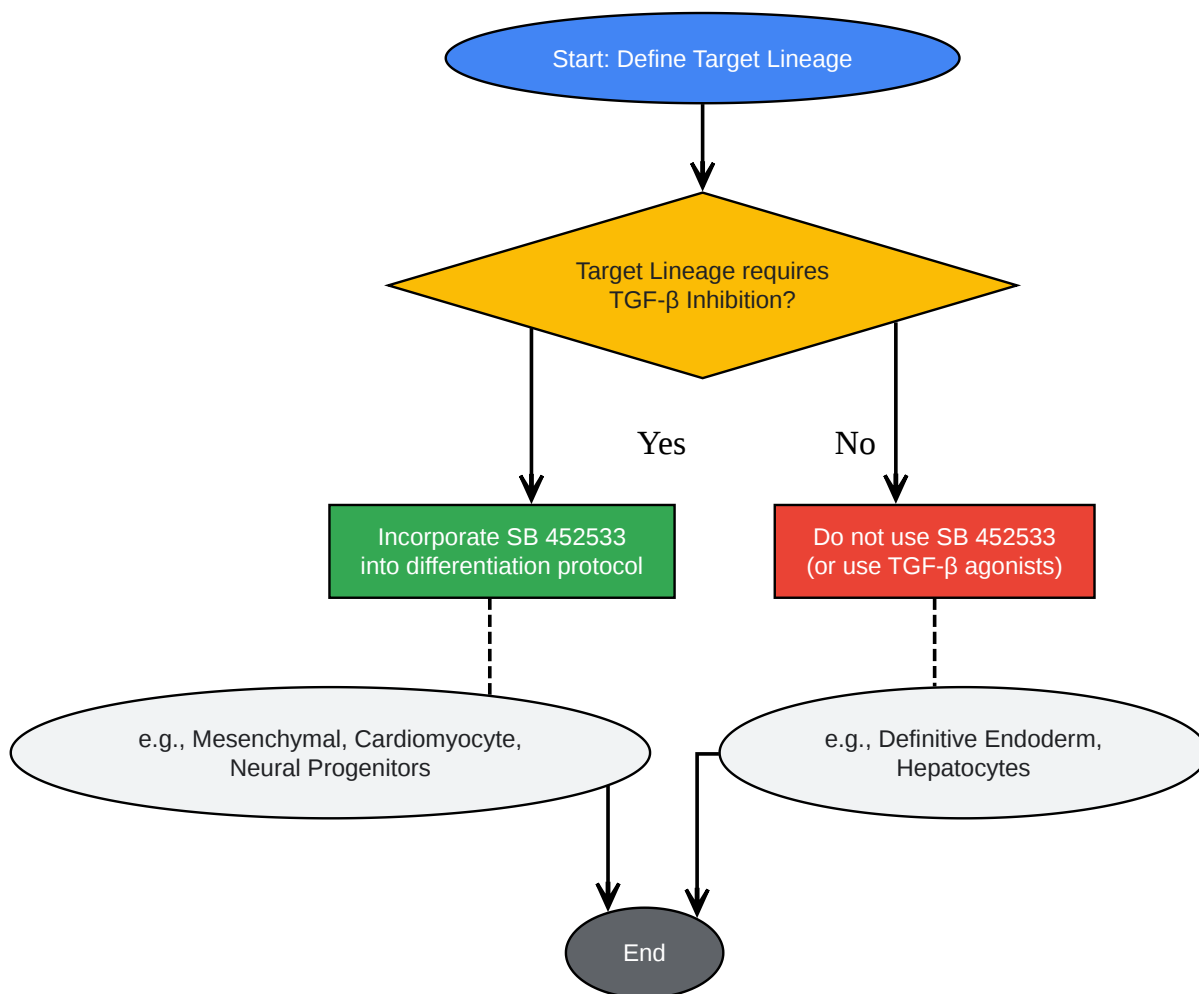 Start: Define Target Lineage
Target Lineage requires
TGF-β Inhibition?
Yes
No
Incorporate SB 452533
into differentiation protocol
Do not use SB 452533
(or use TGF-β agonists)
e.g., Mesenchymal, Cardiomyocyte,
Neural Progenitors
e.g., Definitive Endoderm,
Hepatocytes
End